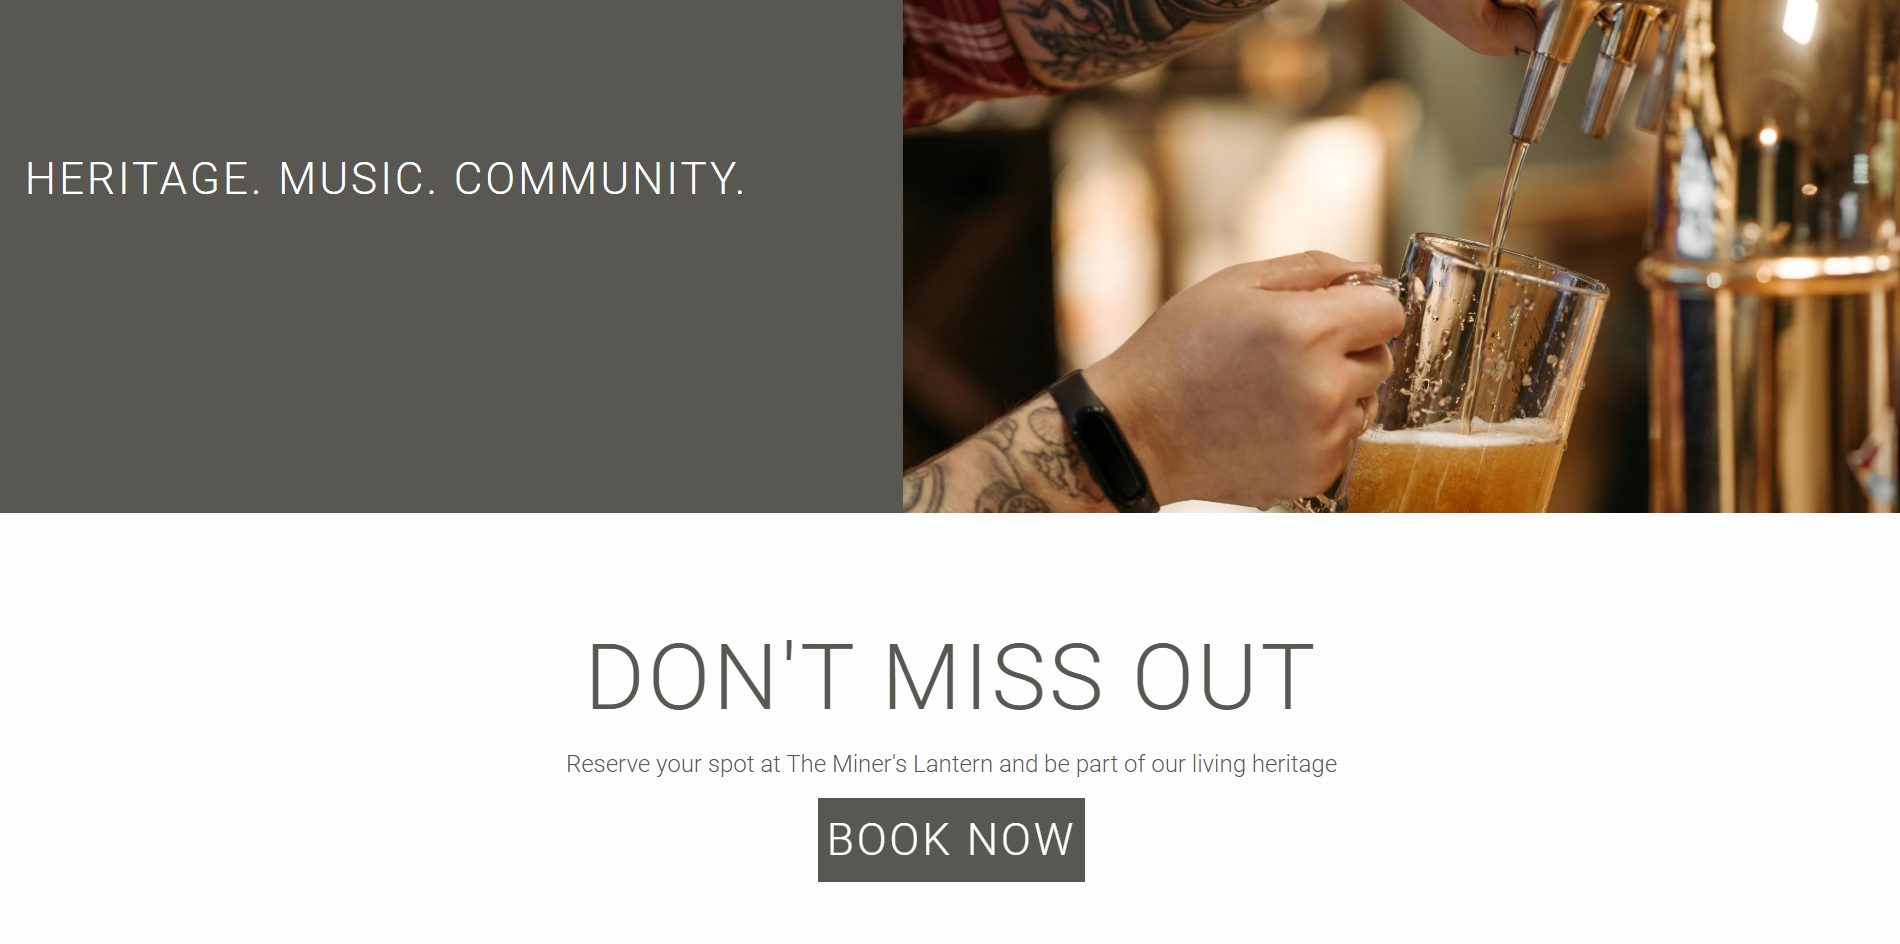 HERITAGE. MUSIC. COMMUNITY.
DON'T MISS OUT
Reserve your spot at The Miner's Lantern and be part of our living heritage
BOOK NOW